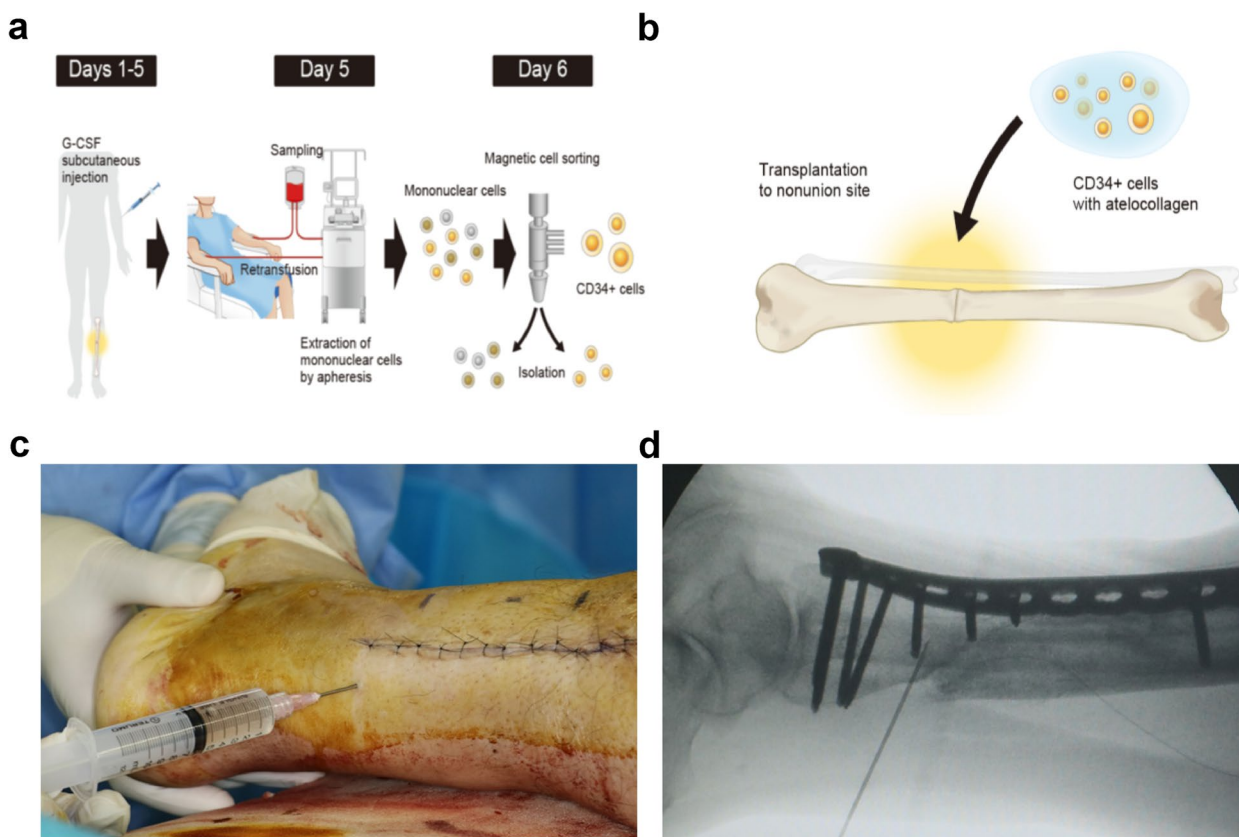 a
Days 1-5
Day 5
Day 6
G-CSF
subcutaneous
injection
Sampling
Retransfusion
Extraction of
mononuclear cells
by apheresis
Mononuclear cells
Magnetic cell sorting
CD34+ cells
Isolation
b
Transplantation
to nonunion site
CD34+ cells
with atelocollagen
c
TERUMO
d